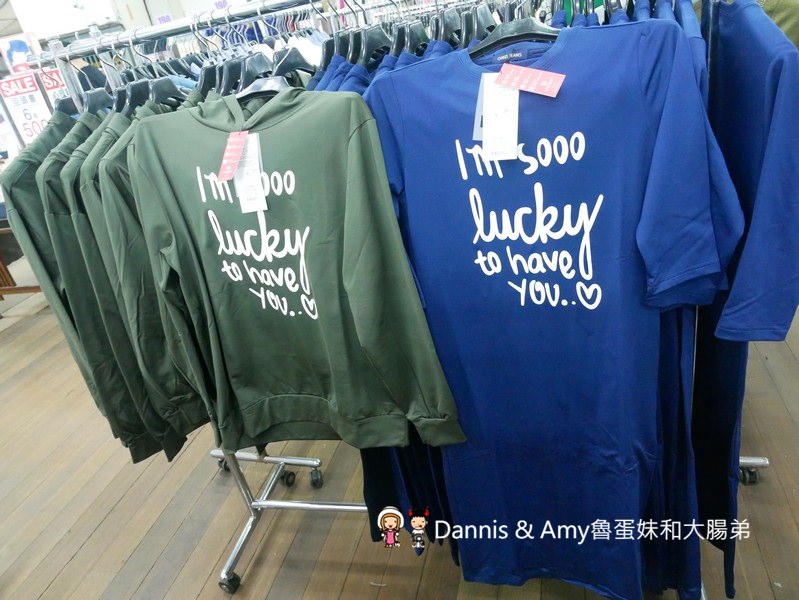 SALE
SALE
I'm sooo
lucky
to have
you..♡
I'm sooo
lucky
to have
you..♡
Dannis & Amy魯蛋妹和大腸弟